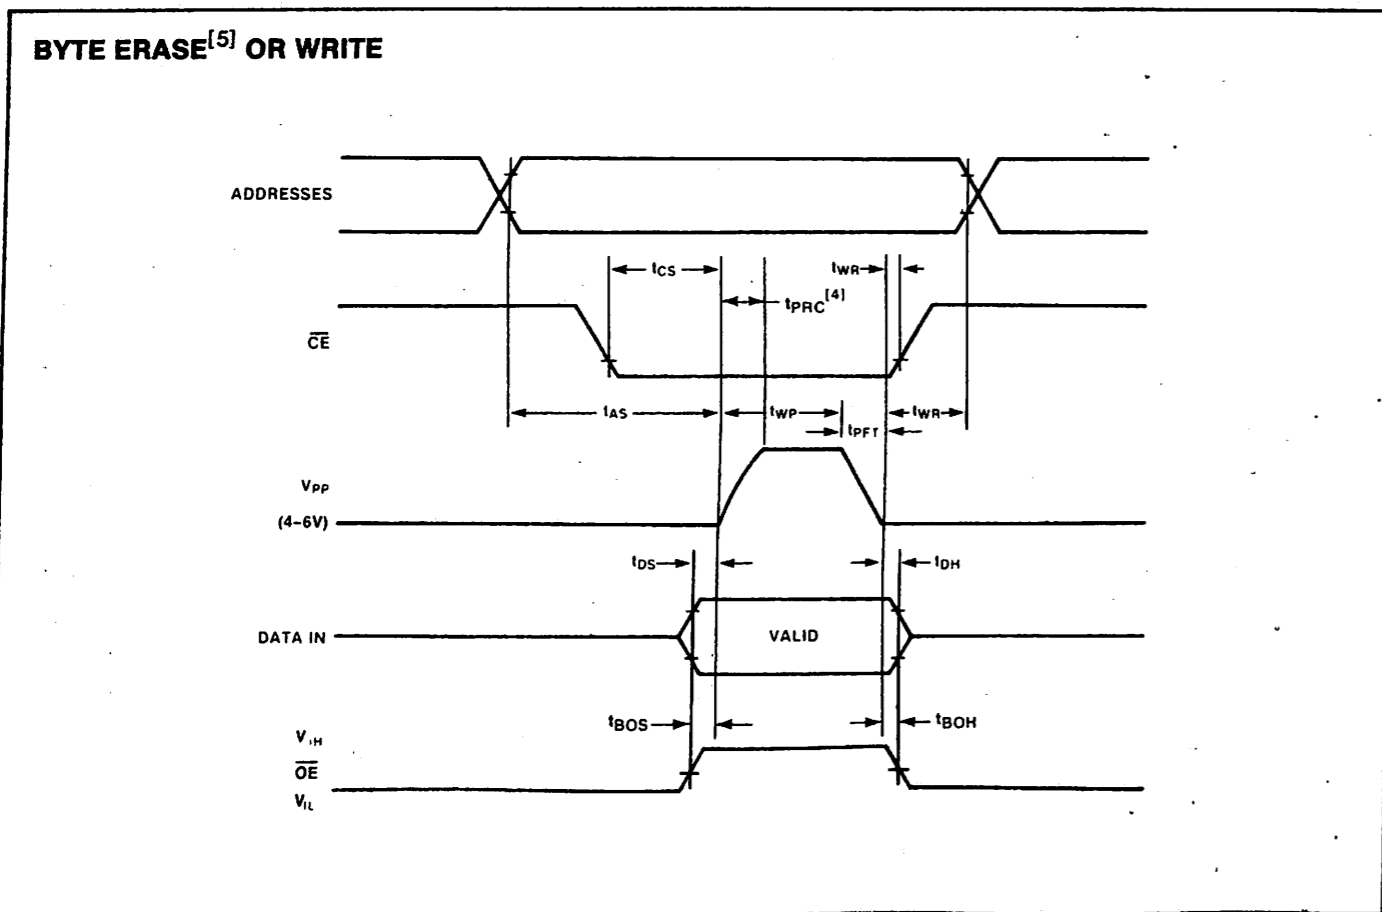 BYTE ERASE[5] OR WRITE
ADDRESSES
tCS
tWR
tPRC[4]
CE
tAS
tWP
tWR
tPFT
VPP
(4-6V)
tDS
tDH
DATA IN
VALID
tBOS
tBOH
VIH
OE
VIL